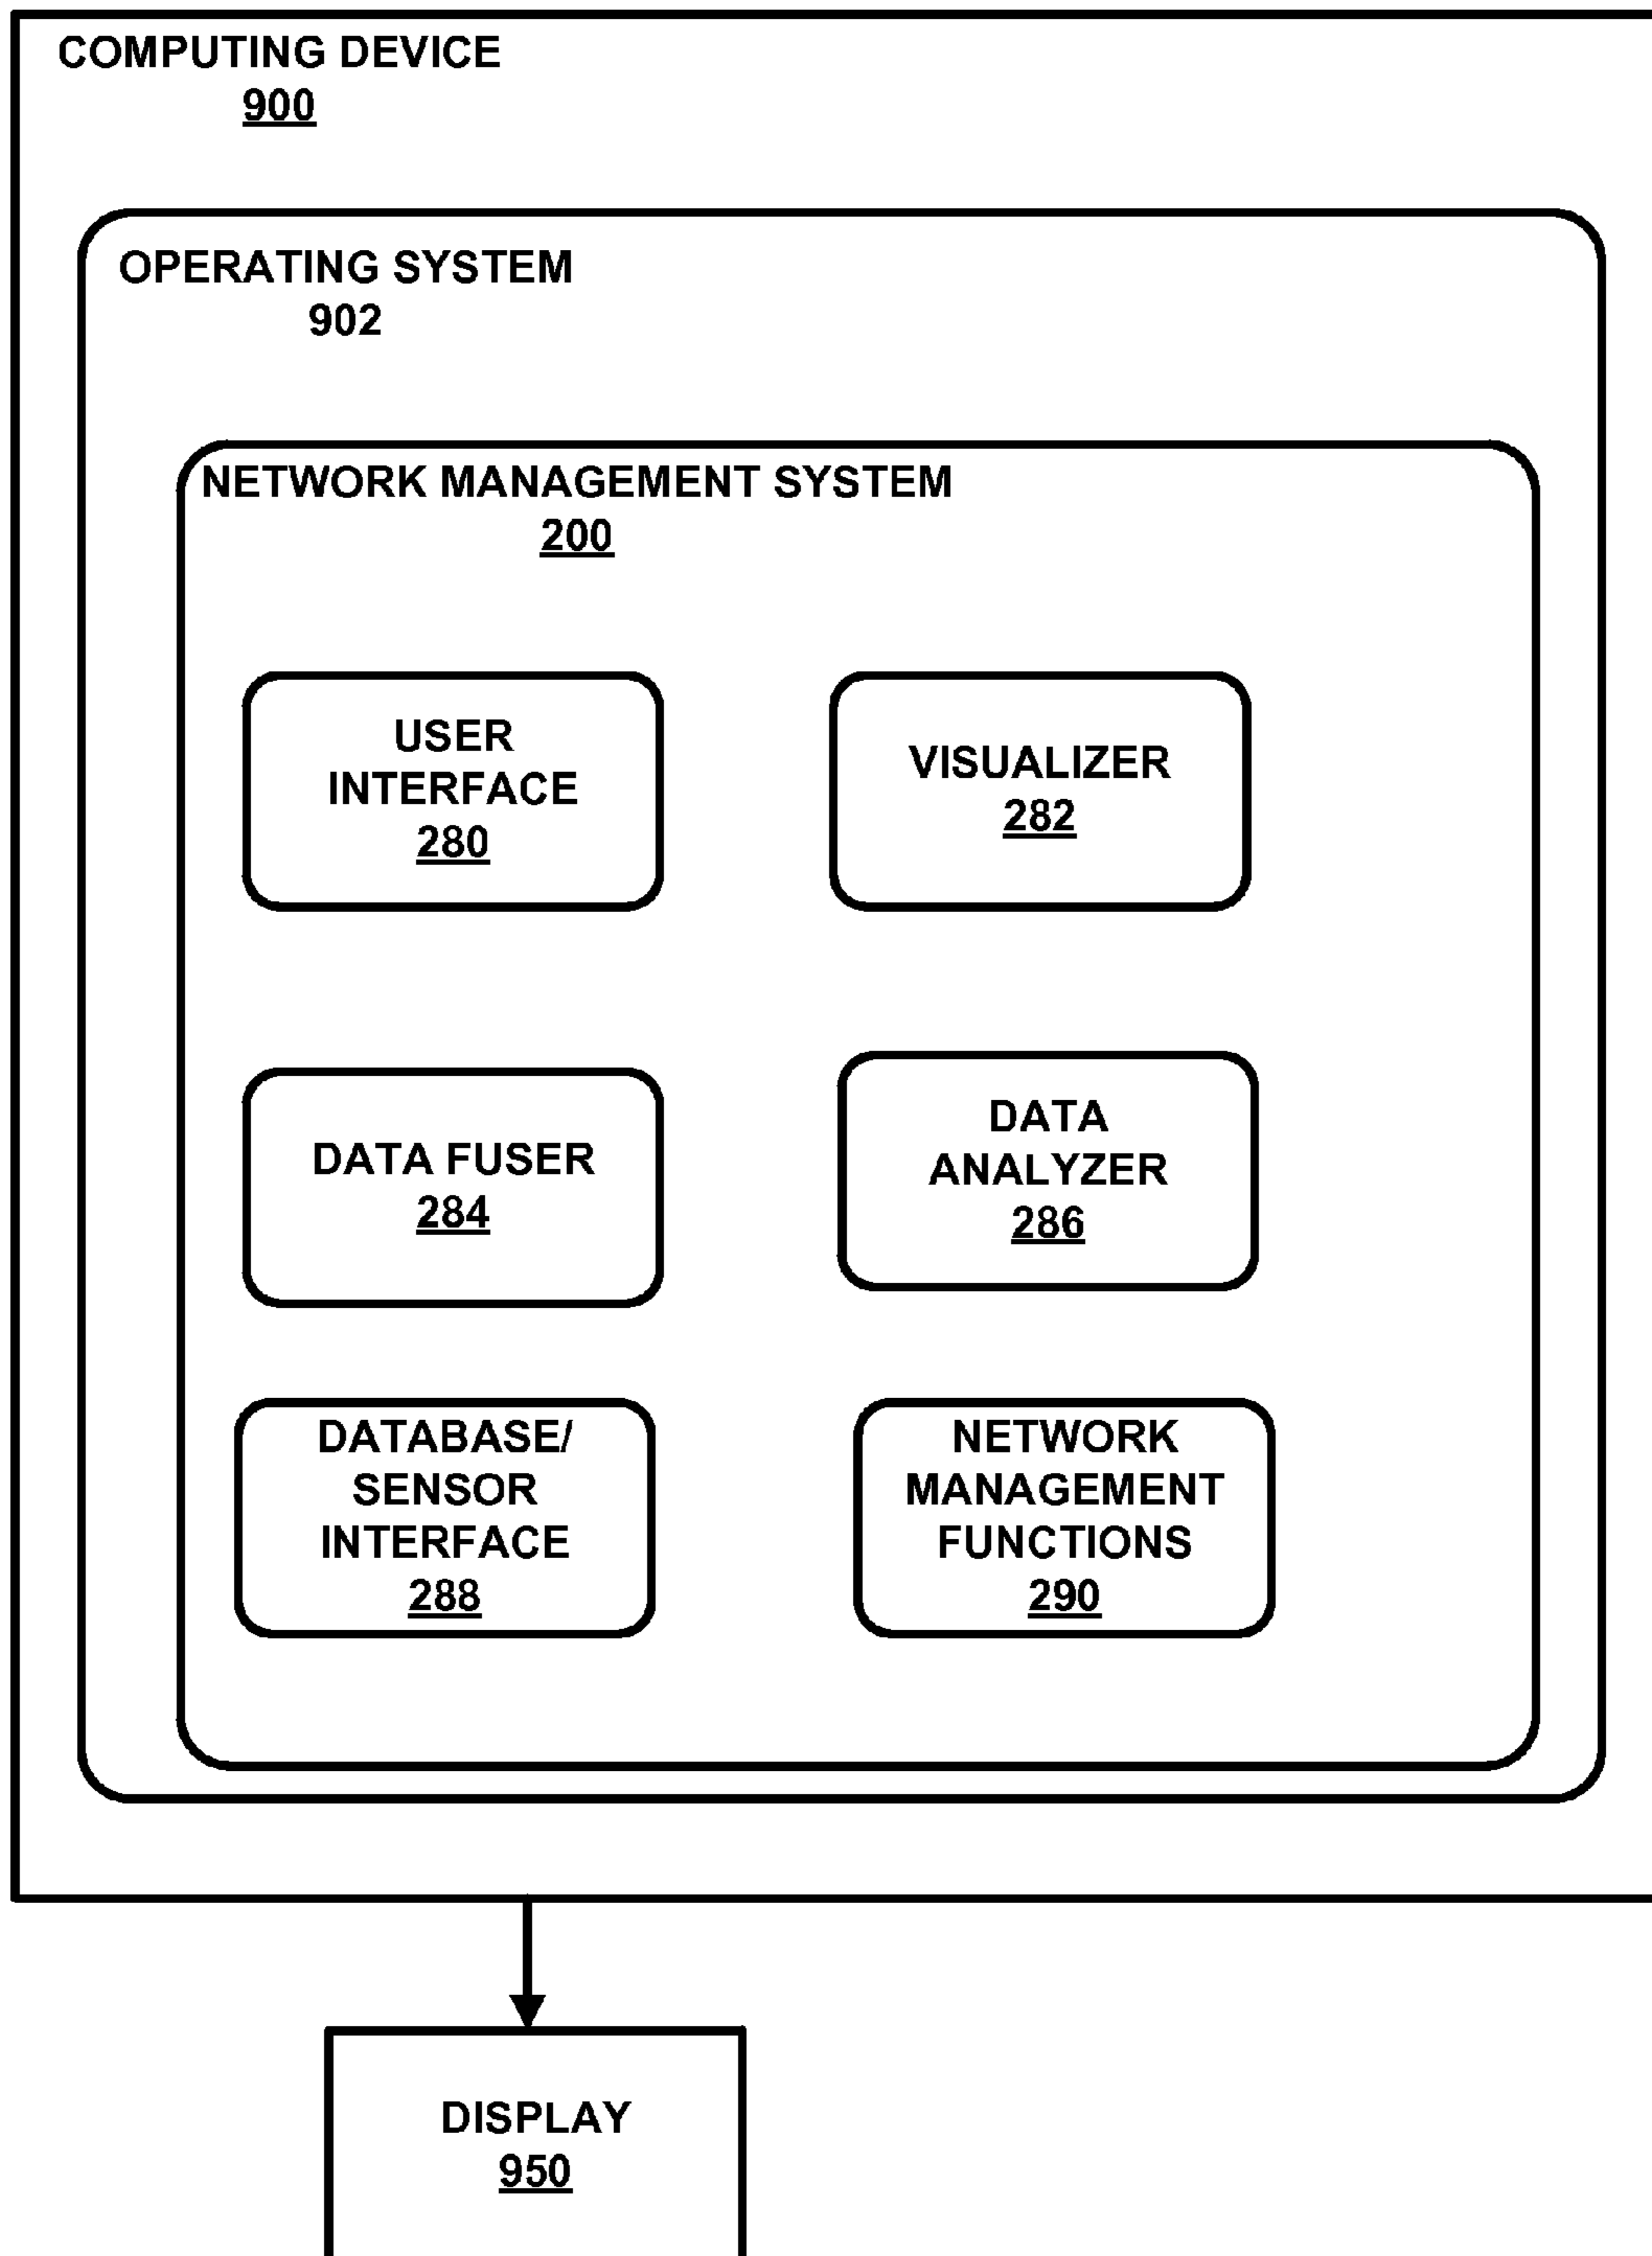 COMPUTING DEVICE
900
OPERATING SYSTEM
902
NETWORK MANAGEMENT SYSTEM
200
USER
INTERFACE
280
VISUALIZER
282
DATA FUSER
284
DATA
ANALYZER
286
DATABASE/
SENSOR
INTERFACE
288
NETWORK
MANAGEMENT
FUNCTIONS
290
DISPLAY
950